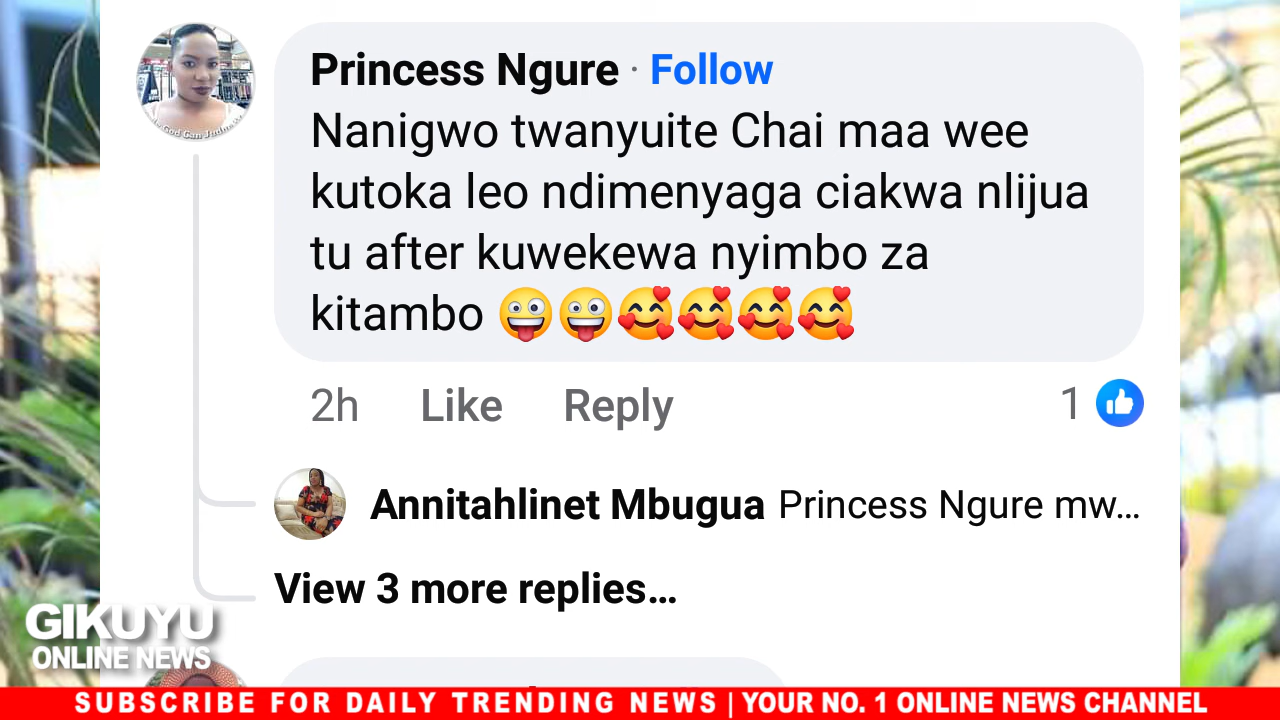 Princess Ngure · Follow
Nanigwo twanyuite Chai maa wee
kutoka leo ndimenyaga ciakwa nlijua
tu after kuwekewa nyimbo za
kitambo 🤪🤪🥰🥰🥰🥰
2h Like Reply 1
Annitahlinet Mbugua Princess Ngure mw...
View 3 more replies...
GIKUYU
ONLINE NEWS
SUBSCRIBE FOR DAILY TRENDING NEWS | YOUR NO. 1 ONLINE NEWS CHANNEL